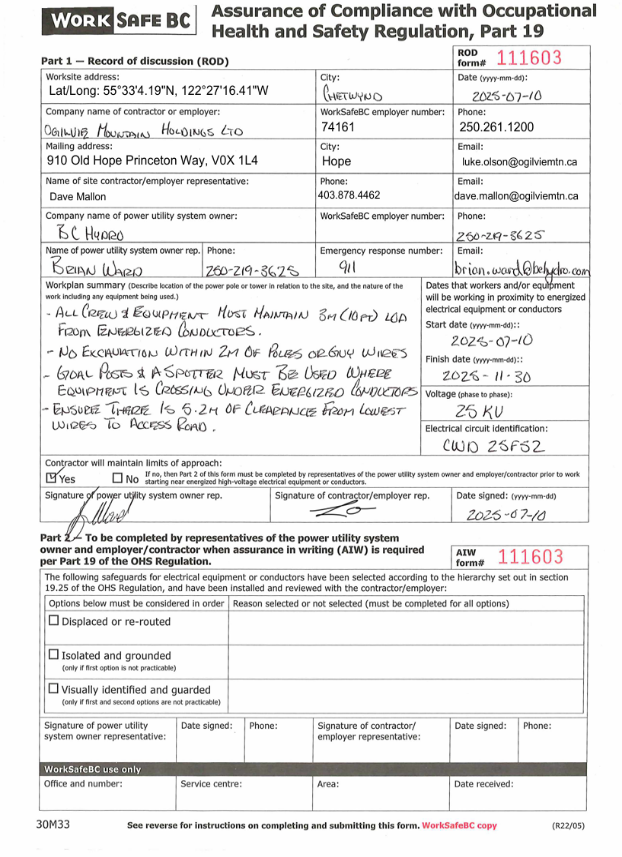 WORK SAFE BC
Assurance of Compliance with Occupational
Health and Safety Regulation, Part 19
Part 1 — Record of discussion (ROD)
ROD form# 111603
Worksite address:
Lat/Long: 55°33'4.19"N, 122°27'16.41"W
City:
CHETWYND
Date (yyyy-mm-dd):
2025-07-10
Company name of contractor or employer:
OGILVIE MOUNTAIN HOLDINGS LTD
WorkSafeBC employer number:
74161
Phone:
250.261.1200
Mailing address:
910 Old Hope Princeton Way, V0X 1L4
City:
Hope
Email:
luke.olson@ogilviemtn.ca
Name of site contractor/employer representative:
Dave Mallon
Phone:
403.878.4462
Email:
dave.mallon@ogilviemtn.ca
Company name of power utility system owner:
BC HYDRO
WorkSafeBC employer number:
Phone:
250-219-3625
Name of power utility system owner rep.
BRIAN WARD
Phone:
250-219-3625
Emergency response number:
911
Email:
brian.ward@bchydro.com
Workplan summary (Describe location of the power pole or tower in relation to the site, and the nature of the
work including any equipment being used.)
- ALL CREW & EQUIPMENT MUST MAINTAIN 3M (10FT) LOA
FROM ENERGIZED CONDUCTORS.
- NO EXCAVATION WITHIN 2M OF POLES OR GUY WIRES
- GOAL POSTS & A SPOTTER MUST BE USED WHERE
EQUIPMENT IS CROSSING UNDER ENERGIZED CONDUCTORS
- ENSURE THERE IS 5.2M OF CLEARANCE FROM LOWEST
WIRES TO ACCESS ROAD.
Dates that workers and/or equipment
will be working in proximity to energized
electrical equipment or conductors
Start date (yyyy-mm-dd)::
2025-07-10
Finish date (yyyy-mm-dd)::
2025-11-30
Voltage (phase to phase):
25 KV
Electrical circuit identification:
CWD 25F52
Contractor will maintain limits of approach:
☑ Yes ☐ No If no, then Part 2 of this form must be completed by representatives of the power utility system owner and employer/contractor prior to work
starting near energized high-voltage electrical equipment or conductors.
Signature of power utility system owner rep.
Signature of contractor/employer rep.
Date signed: (yyyy-mm-dd)
2025-07-10
Part 2 — To be completed by representatives of the power utility system
owner and employer/contractor when assurance in writing (AIW) is required
per Part 19 of the OHS Regulation.
AIW form# 111603
The following safeguards for electrical equipment or conductors have been selected according to the hierarchy set out in section
19.25 of the OHS Regulation, and have been installed and reviewed with the contractor/employer:
Options below must be considered in order
Reason selected or not selected (must be completed for all options)
☐ Displaced or re-routed
☐ Isolated and grounded
(only if first option is not practicable)
☐ Visually identified and guarded
(only if first and second options are not practicable)
Signature of power utility
system owner representative:
Date signed:
Phone:
Signature of contractor/
employer representative:
Date signed:
Phone:
WorkSafeBC use only
Office and number:
Service centre:
Area:
Date received:
30M33
See reverse for instructions on completing and submitting this form. WorkSafeBC copy
(R22/05)